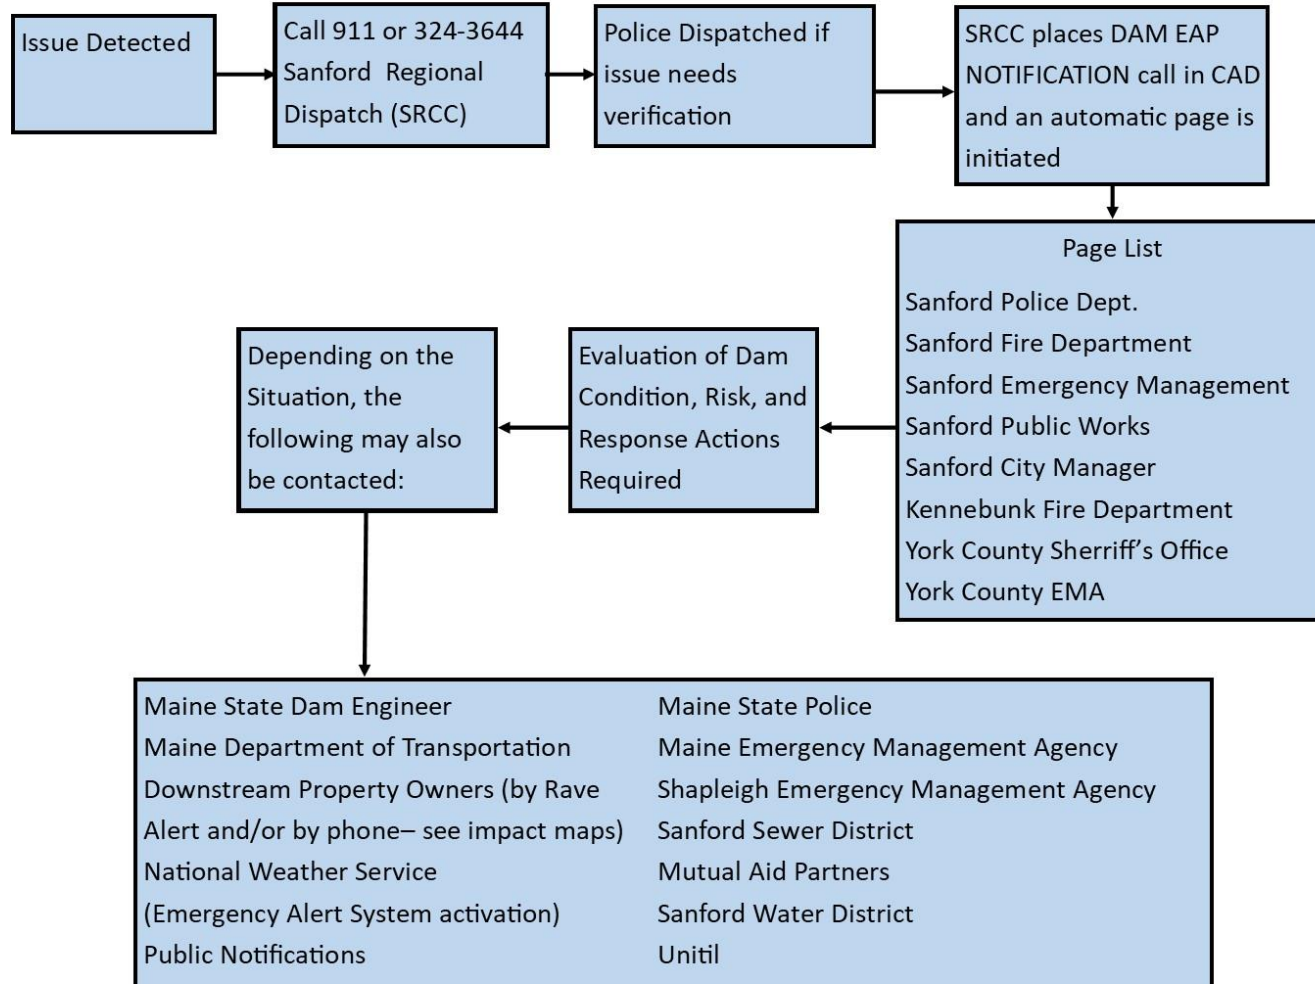 Issue Detected
Call 911 or 324-3644
Sanford Regional
Dispatch (SRCC)
Police Dispatched if
issue needs
verification
SRCC places DAM EAP
NOTIFICATION call in CAD
and an automatic page is
initiated
Page List
Sanford Police Dept.
Sanford Fire Department
Sanford Emergency Management
Sanford Public Works
Sanford City Manager
Kennebunk Fire Department
York County Sherriff’s Office
York County EMA
Evaluation of Dam
Condition, Risk, and
Response Actions
Required
Depending on the
Situation, the
following may also
be contacted:
Maine State Dam Engineer
Maine Department of Transportation
Downstream Property Owners (by Rave
Alert and/or by phone– see impact maps)
National Weather Service
(Emergency Alert System activation)
Public Notifications
Maine State Police
Maine Emergency Management Agency
Shapleigh Emergency Management Agency
Sanford Sewer District
Mutual Aid Partners
Sanford Water District
Unitil